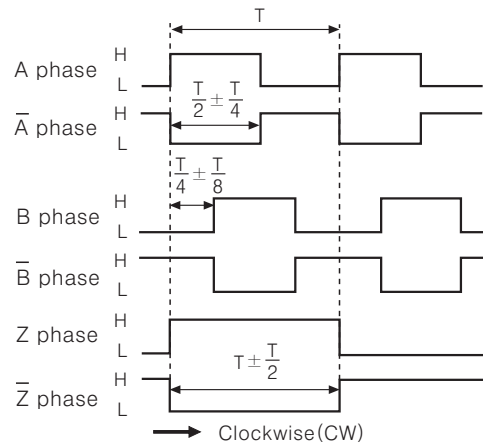 T
A phase H
L
A̅ phase H
L
T/2 ± T/4
T/4 ± T/8
B phase H
L
B̅ phase H
L
Z phase H
L
T ± T/2
Z̅ phase H
L
Clockwise(CW)